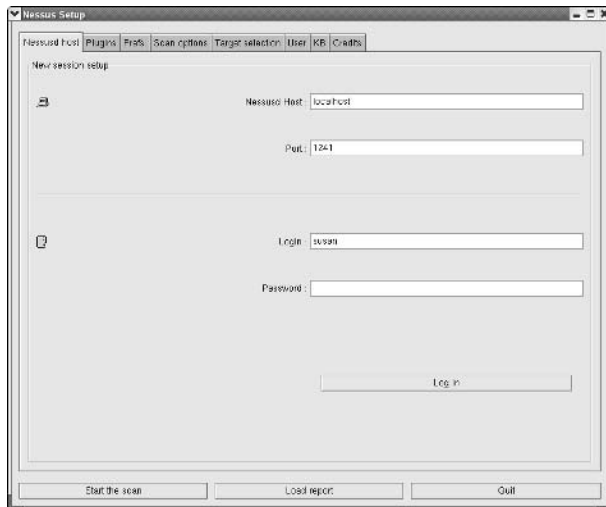 Nessus Setup
Nessusd host Plugins Prefs. Scan options Target selection User KB Credits
New session setup
Nessusd Host : localhost
Port : 1241
Login : susan
Password :
Log in
Start the scan Load report Quit